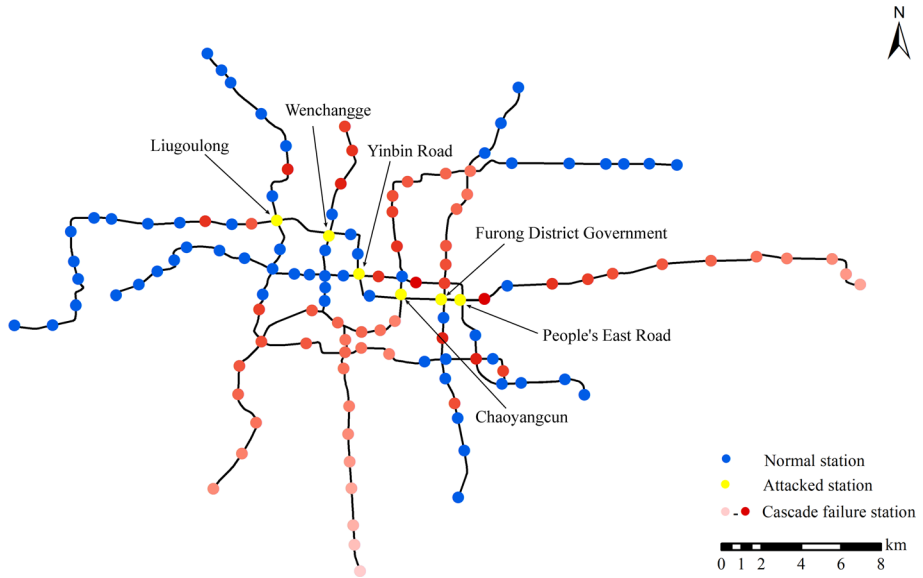 N
Wenchangge
Liugoulong
Yinbin Road
Furong District Government
People's East Road
Chaoyangcun
Normal station
Attacked station
Cascade failure station
km
0 1 2 4 6 8